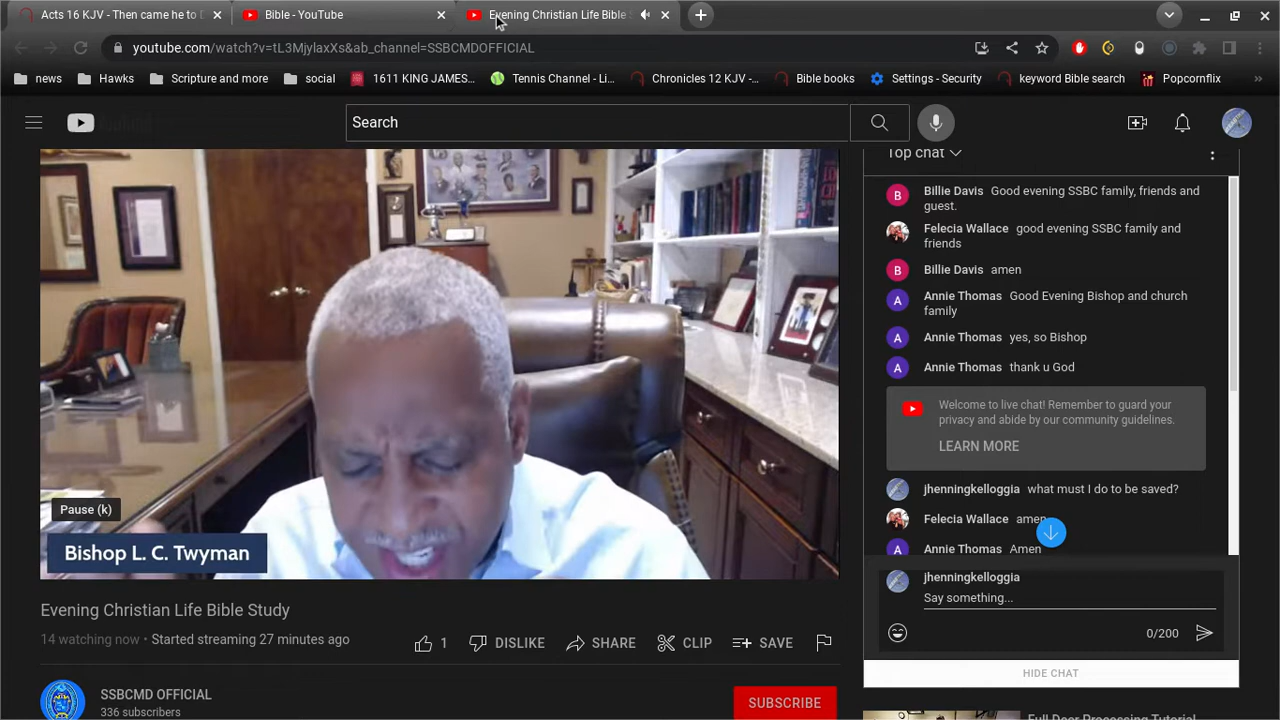 Acts 16 KJV - Then came he to D
Bible - YouTube
Evening Christian Life Bible S
youtube.com/watch?v=tL3MjylaxXs&ab_channel=SSBCMDOFFICIAL
news
Hawks
Scripture and more
social
1611 KING JAMES...
Tennis Channel - Li...
Chronicles 12 KJV -...
Bible books
Settings - Security
keyword Bible search
Popcornflix
»
Search
Top chat
B Billie Davis Good evening SSBC family, friends and
guest.
Felecia Wallace good evening SSBC family and
friends
B Billie Davis amen
A Annie Thomas Good Evening Bishop and church
family
A Annie Thomas yes, so Bishop
A Annie Thomas thank u God
Welcome to live chat! Remember to guard your
privacy and abide by our community guidelines.
LEARN MORE
jhenningkelloggia what must I do to be saved?
Felecia Wallace amen
A Annie Thomas Amen
jhenningkelloggia
Say something...
0/200
HIDE CHAT
Pause (k)
Bishop L. C. Twyman
Evening Christian Life Bible Study
14 watching now • Started streaming 27 minutes ago
1
DISLIKE
SHARE
CLIP
SAVE
SSBCMD OFFICIAL
336 subscribers
SUBSCRIBE
Full Door Processing Tutorial